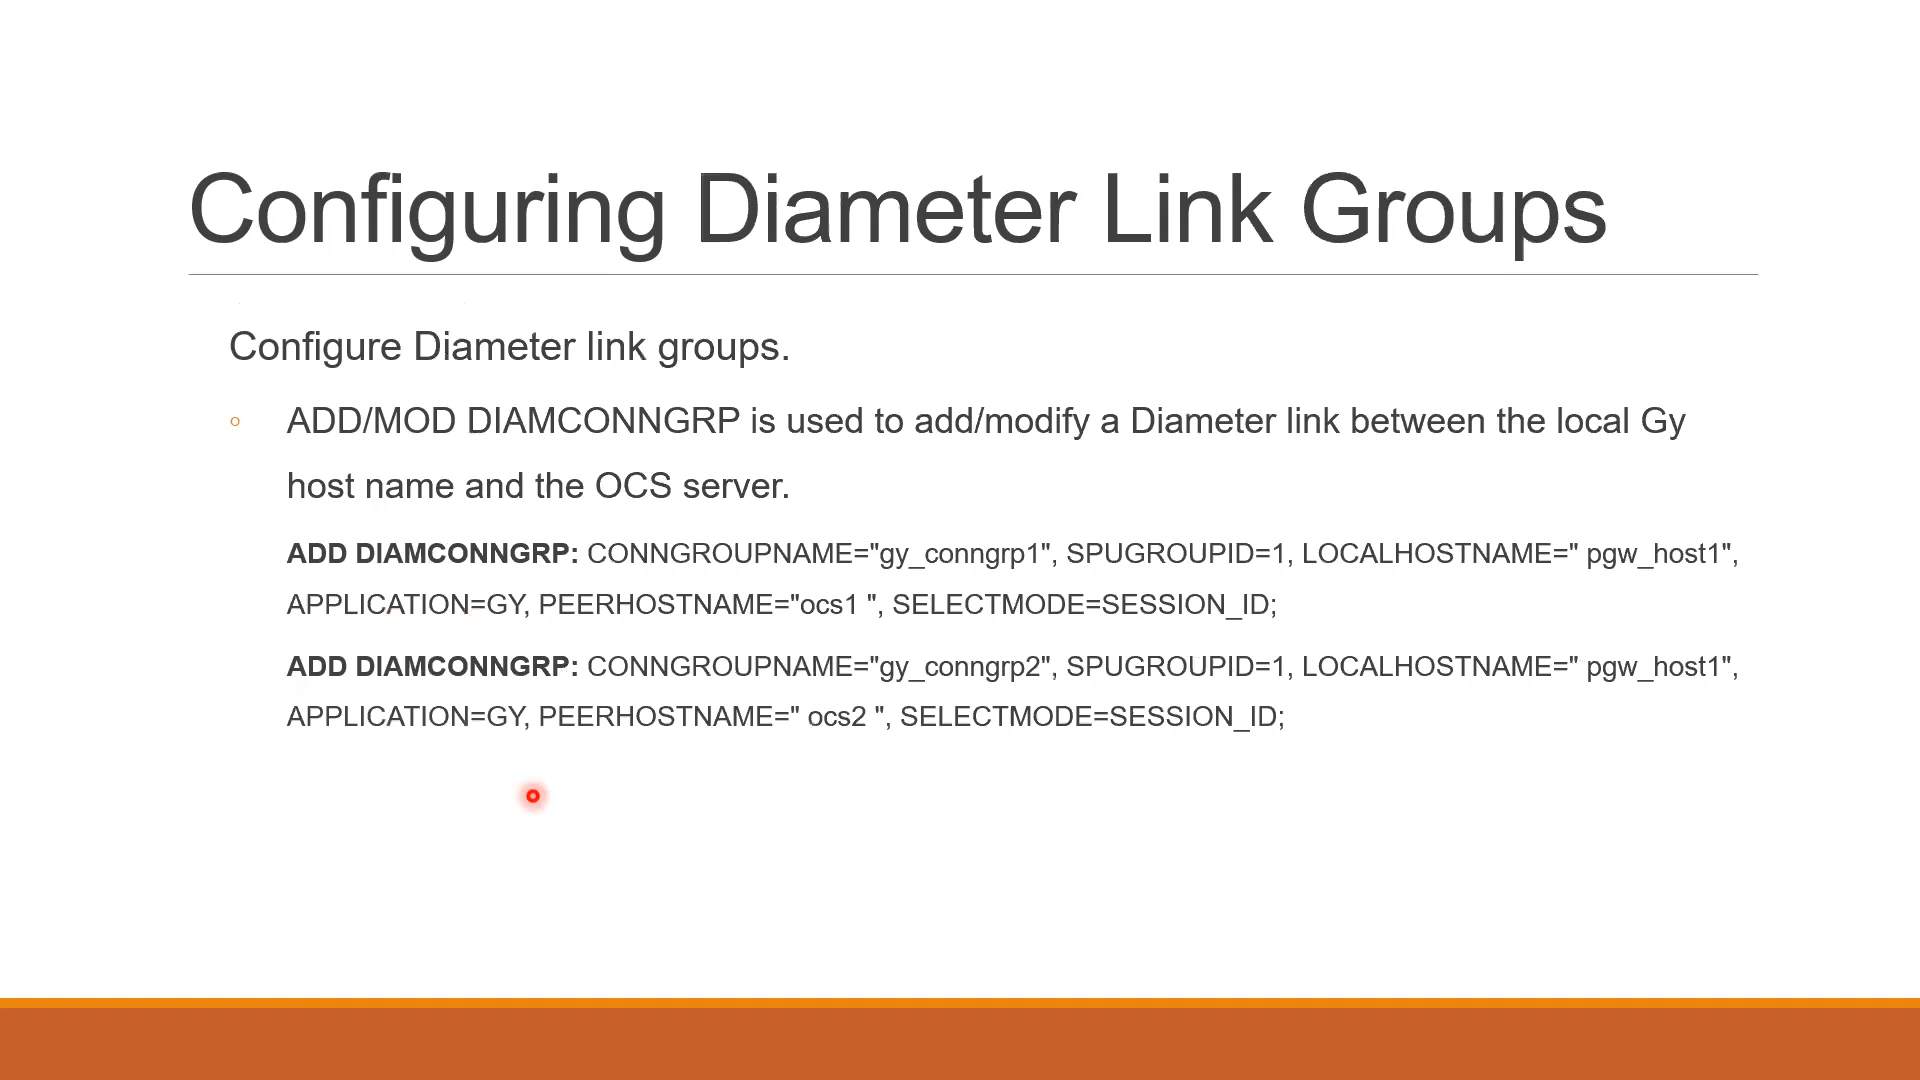 Configuring Diameter Link Groups
Configure Diameter link groups.
ADD/MOD DIAMCONNGRP is used to add/modify a Diameter link between the local Gy
host name and the OCS server.
ADD DIAMCONNGRP: CONNGROUPNAME="gy_conngrp1", SPUGROUPID=1, LOCALHOSTNAME=" pgw_host1",
APPLICATION=GY, PEERHOSTNAME="ocs1 ", SELECTMODE=SESSION_ID;
ADD DIAMCONNGRP: CONNGROUPNAME="gy_conngrp2", SPUGROUPID=1, LOCALHOSTNAME=" pgw_host1",
APPLICATION=GY, PEERHOSTNAME=" ocs2 ", SELECTMODE=SESSION_ID;